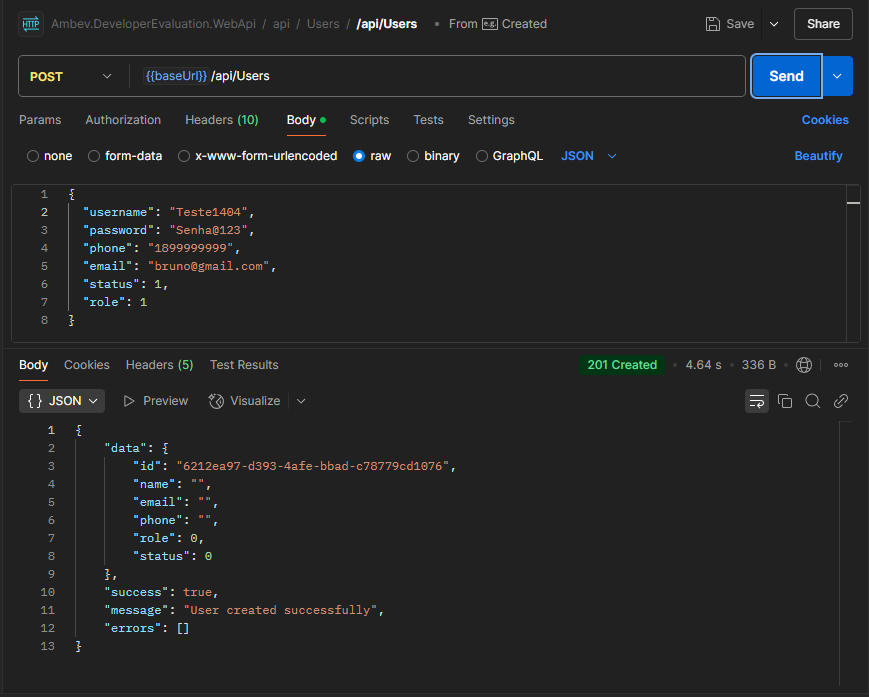 HTTP Ambev.DeveloperEvaluation.WebApi / api / Users / /api/Users • From e.g. Created Save Share
POST {{baseUrl}} /api/Users Send
Params Authorization Headers (10) Body Scripts Tests Settings Cookies
none form-data x-www-form-urlencoded raw binary GraphQL JSON Beautify
1 {
2 "username": "Teste1404",
3 "password": "Senha@123",
4 "phone": "1899999999",
5 "email": "bruno@gmail.com",
6 "status": 1,
7 "role": 1
8 }
Body Cookies Headers (5) Test Results 201 Created • 4.64 s • 336 B •
{} JSON Preview Visualize
1 {
2 "data": {
3 "id": "6212ea97-d393-4afe-bbad-c78779cd1076",
4 "name": "",
5 "email": "",
6 "phone": "",
7 "role": 0,
8 "status": 0
9 },
10 "success": true,
11 "message": "User created successfully",
12 "errors": []
13 }